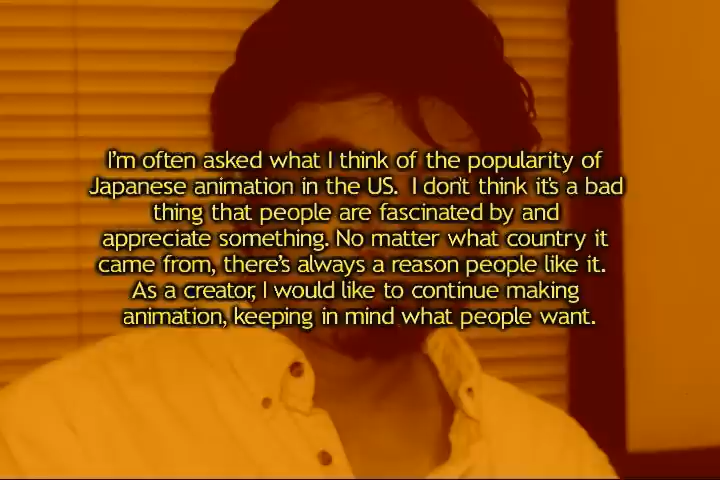 I'm often asked what I think of the popularity of
Japanese animation in the US. I don't think it's a bad
thing that people are fascinated by and
appreciate something. No matter what country it
came from, there's always a reason people like it.
As a creator, I would like to continue making
animation, keeping in mind what people want.